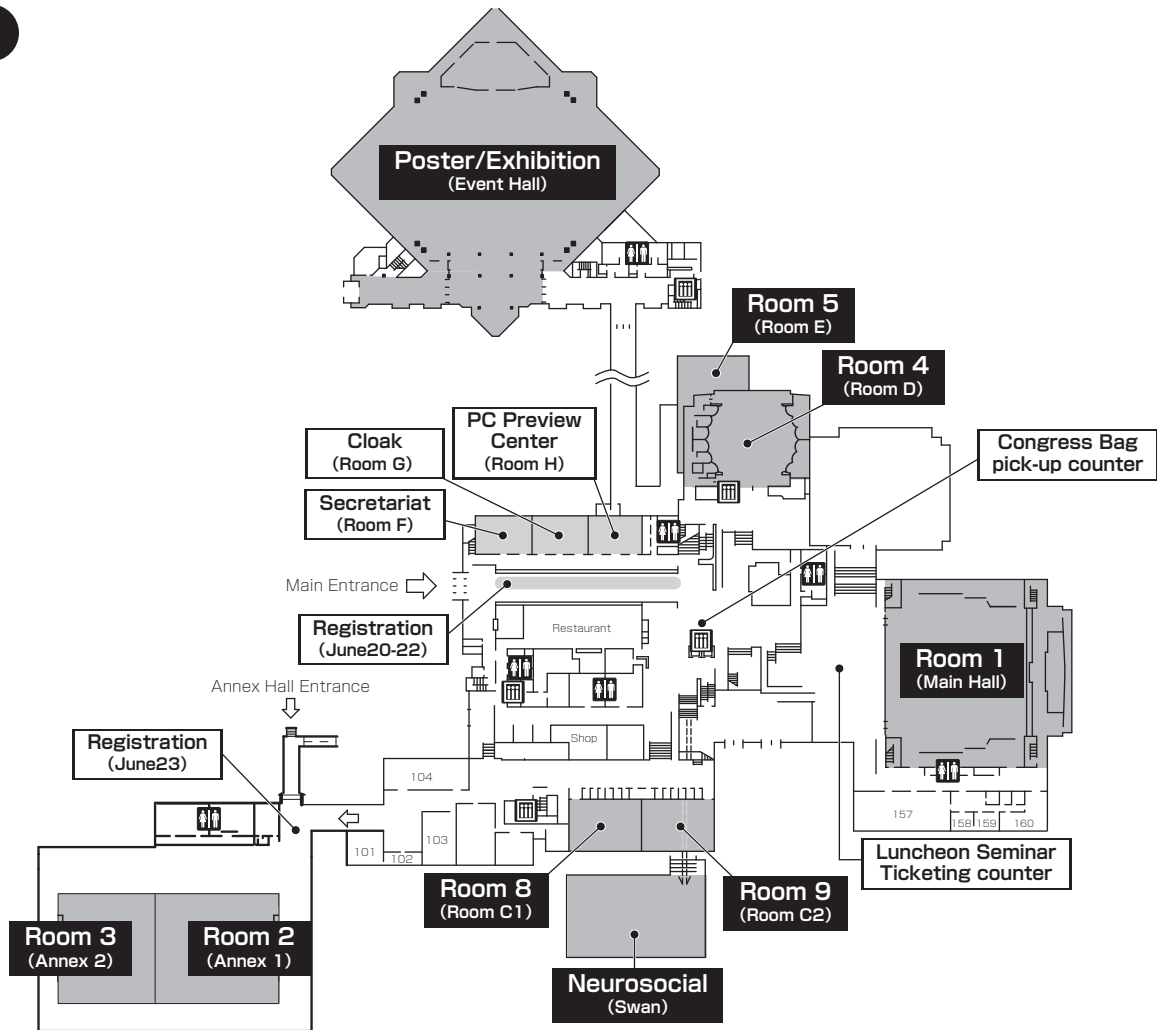 Poster/Exhibition
(Event Hall)
Room 5
(Room E)
Room 4
(Room D)
PC Preview
Center
(Room H)
Cloak
(Room G)
Secretariat
(Room F)
Congress Bag
pick-up counter
Main Entrance
Registration
(June20-22)
Restaurant
Room 1
(Main Hall)
Annex Hall Entrance
Registration
(June23)
Shop
104
103
101
102
157
158
159
160
Luncheon Seminar
Ticketing counter
Room 8
(Room C1)
Room 9
(Room C2)
Room 3
(Annex 2)
Room 2
(Annex 1)
Neurosocial
(Swan)